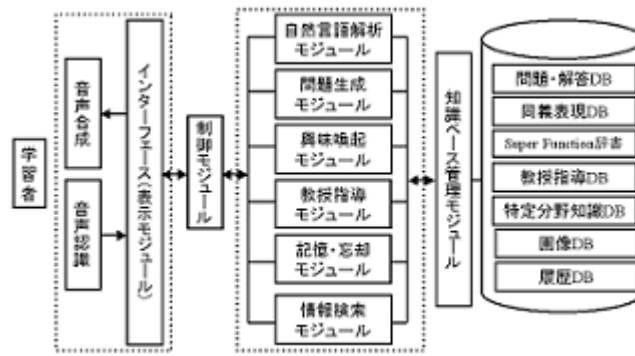 学習者
音声合成
音声認識
インターフェース(表示モジュール)
制御モジュール
自然言語解析
モジュール
問題生成
モジュール
興味喚起
モジュール
教授指導
モジュール
記憶・忘却
モジュール
情報検索
モジュール
知識ベース管理モジュール
問題・解答DB
同義表現DB
Super Function辞書
教授指導DB
特定分野知識DB
画像DB
履歴DB